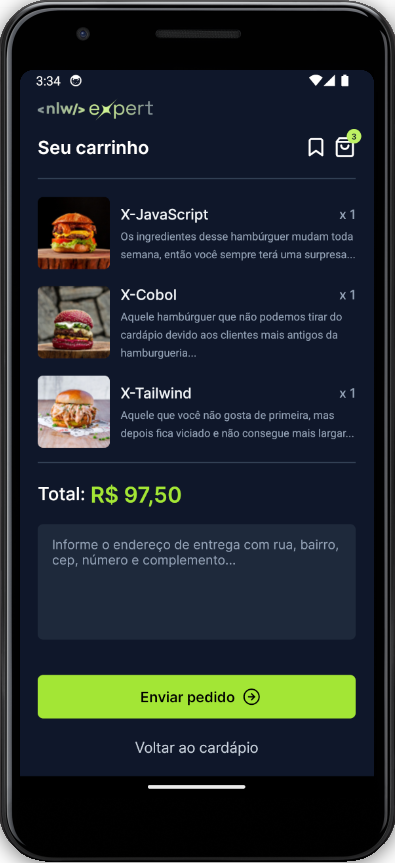 3:34
<nlw/> expert
Seu carrinho
3
X-JavaScript x 1
Os ingredientes desse hambúrguer mudam toda
semana, então você sempre terá uma surpresa...
X-Cobol x 1
Aquele hambúrguer que não podemos tirar do
cardápio devido aos clientes mais antigos da
hamburgueria...
X-Tailwind x 1
Aquele que você não gosta de primeira, mas
depois fica viciado e não consegue mais largar...
Total: R$ 97,50
Informe o endereço de entrega com rua, bairro,
cep, número e complemento...
Enviar pedido
Voltar ao cardápio